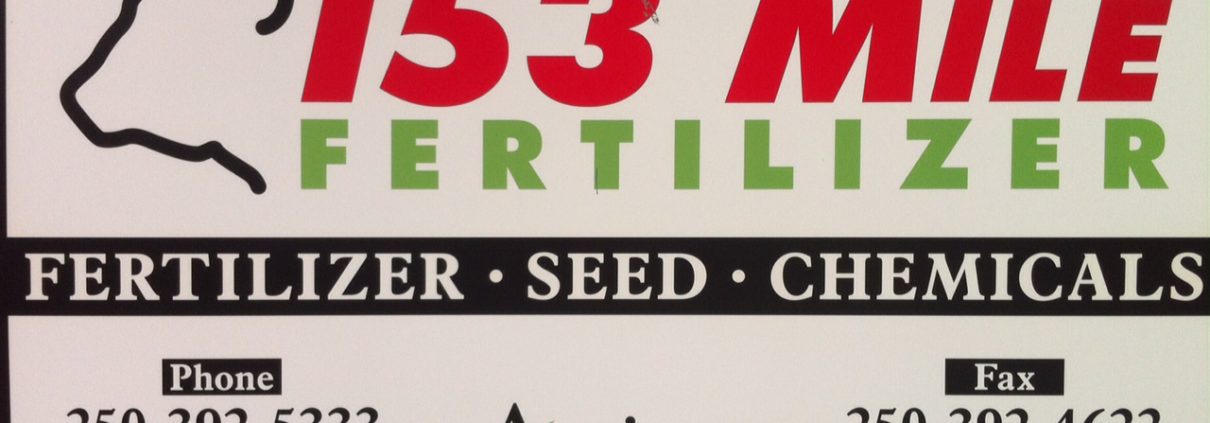 153 MILE
FERTILIZER
FERTILIZER · SEED · CHEMICALS
Phone
Fax